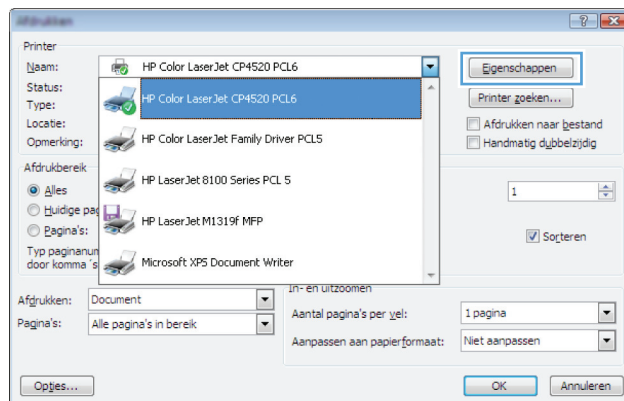 Afdrukken
Printer
Naam: HP Color LaserJet CP4520 PCL6
Eigenschappen
Status:
HP Color LaserJet CP4520 PCL6
Printer zoeken...
Type:
Locatie:
Afdrukken naar bestand
Opmerking:
HP Color LaserJet Family Driver PCL5
Handmatig dubbelzijdig
Afdrukbereik
HP LaserJet 8100 Series PCL 5
Alles
1
Huidige pag
HP LaserJet M1319f MFP
Pagina's:
Sorteren
Typ paginanum
door komma 's
Microsoft XPS Document Writer
In- en uitzoomen
Afdrukken: Document
Aantal pagina's per vel: 1 pagina
Pagina's: Alle pagina's in bereik
Aanpassen aan papierformaat: Niet aanpassen
Opties...
OK
Annuleren